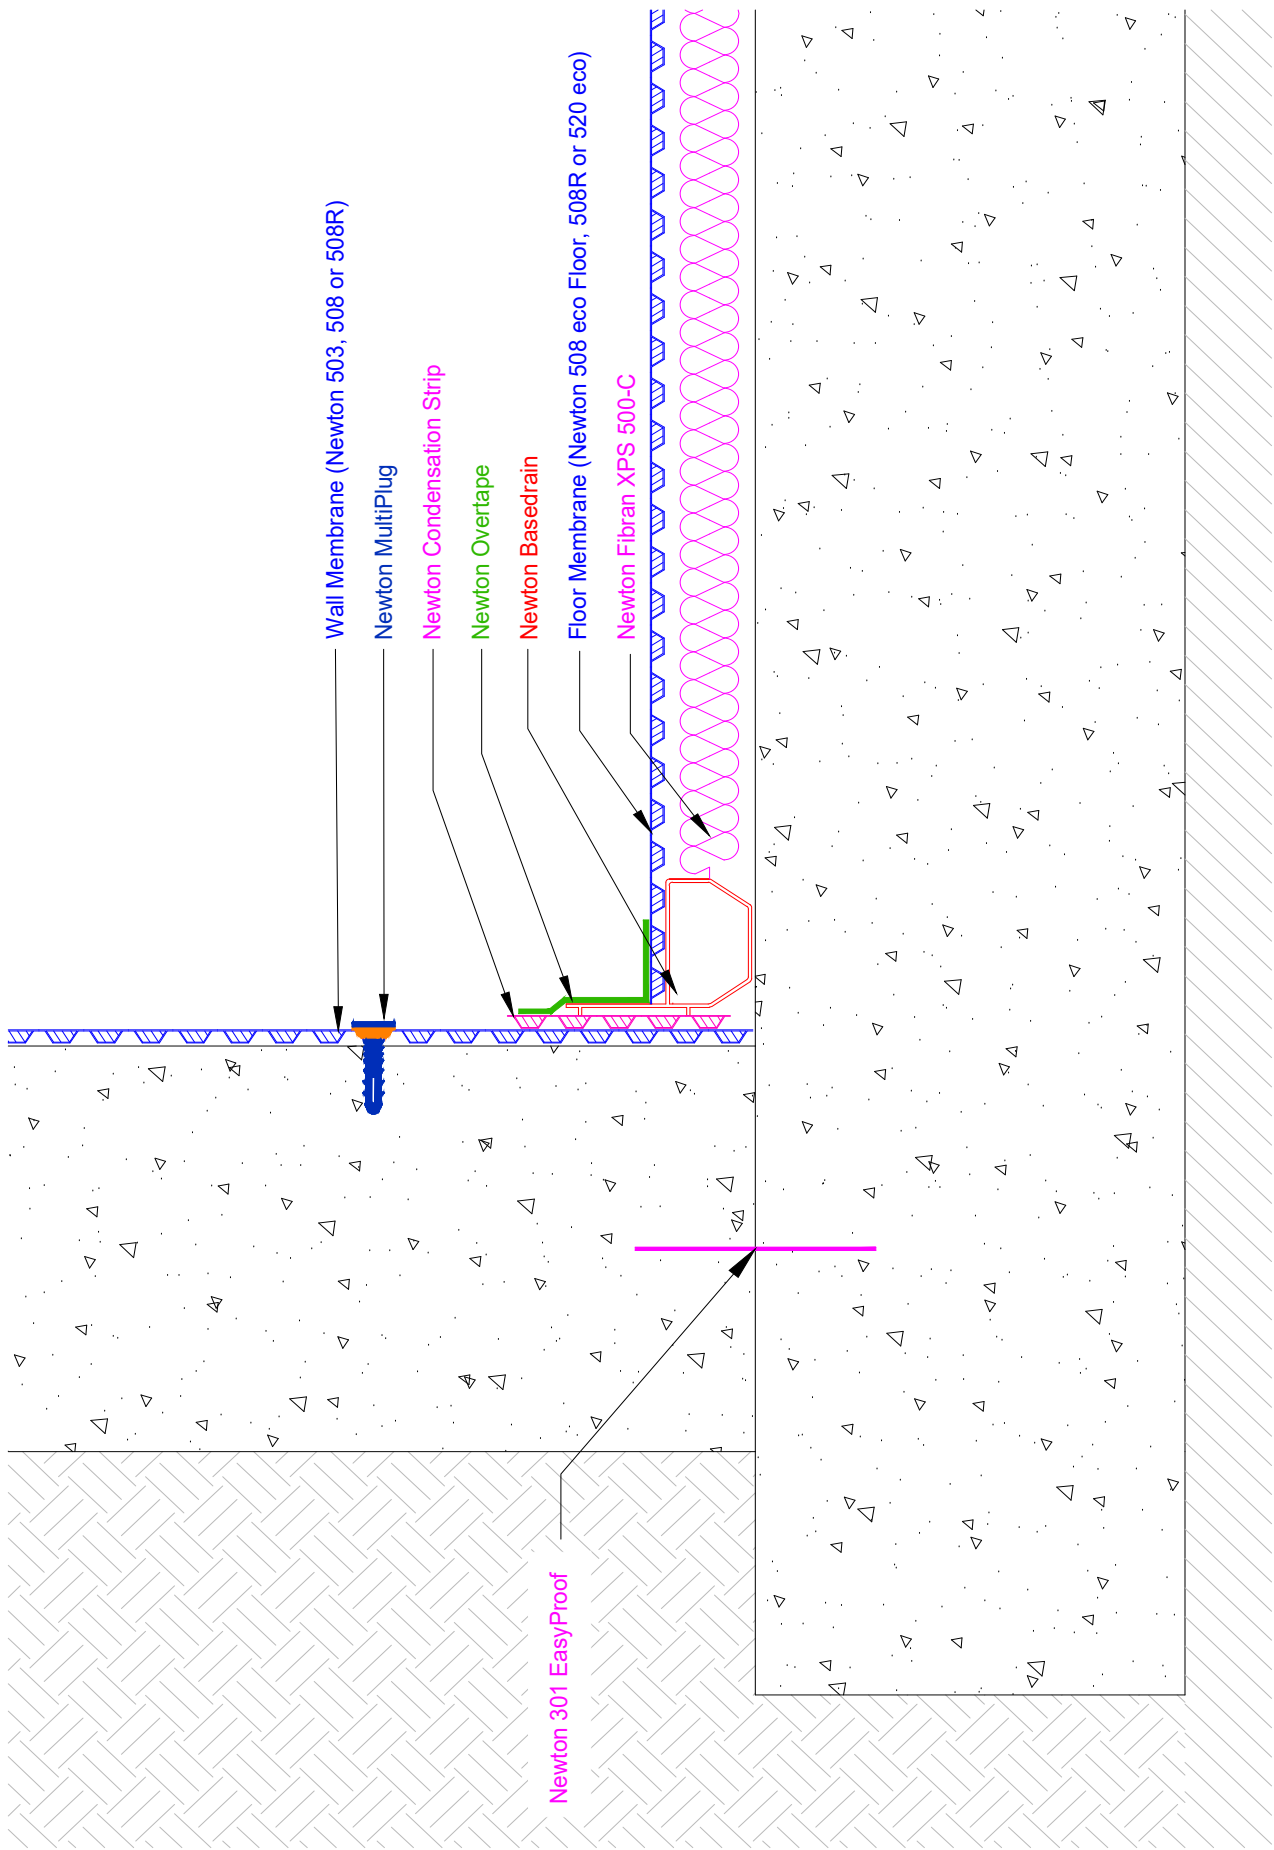 Wall Membrane (Newton 503, 508 or 508R)
Newton MultiPlug
Newton Condensation Strip
Newton Overtape
Newton Basedrain
Floor Membrane (Newton 508 eco Floor, 508R or 520 eco)
Newton Fibran XPS 500-C
Newton 301 EasyProof